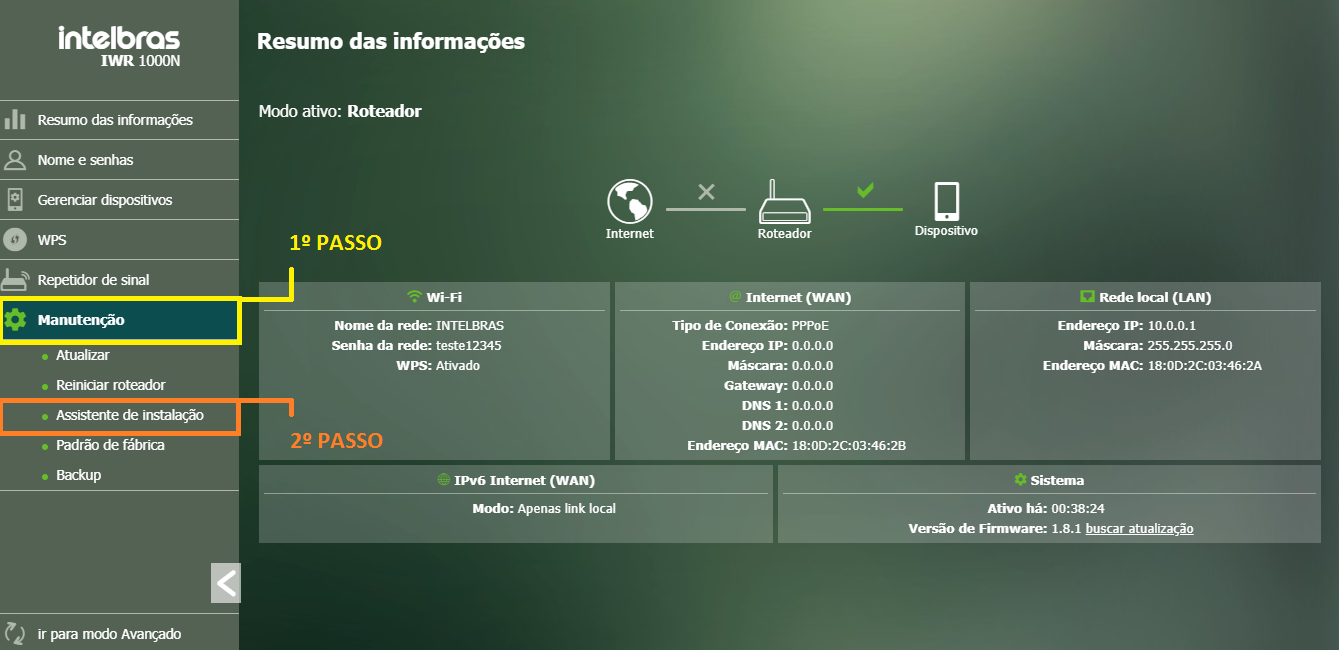 intelbras
IWR 1000N
Resumo das informações
Nome e senhas
Gerenciar dispositivos
WPS
Repetidor de sinal
Manutenção
Atualizar
Reiniciar roteador
Assistente de instalação
Padrão de fábrica
Backup
ir para modo Avançado
Resumo das informações
Modo ativo: Roteador
Internet
Roteador
Dispositivo
1º PASSO
2º PASSO
Wi-Fi
Nome da rede: INTELBRAS
Senha da rede: teste12345
WPS: Ativado
@ Internet (WAN)
Tipo de Conexão: PPPoE
Endereço IP: 0.0.0.0
Máscara: 0.0.0.0
Gateway: 0.0.0.0
DNS 1: 0.0.0.0
DNS 2: 0.0.0.0
Endereço MAC: 18:0D:2C:03:46:2B
Rede local (LAN)
Endereço IP: 10.0.0.1
Máscara: 255.255.255.0
Endereço MAC: 18:0D:2C:03:46:2A
IPv6 Internet (WAN)
Modo: Apenas link local
Sistema
Ativo há: 00:38:24
Versão de Firmware: 1.8.1 buscar atualização